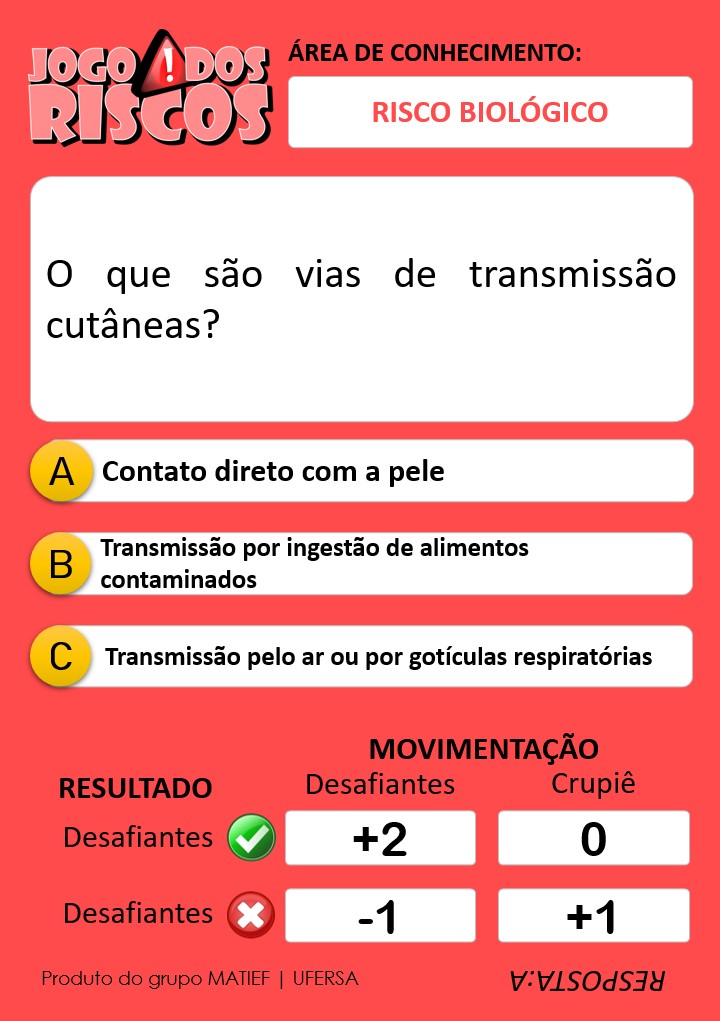 JOGO ! DOS
RISCOS
ÁREA DE CONHECIMENTO:
RISCO BIOLÓGICO
O que são vias de transmissão
cutâneas?
A Contato direto com a pele
B Transmissão por ingestão de alimentos
contaminados
C Transmissão pelo ar ou por gotículas respiratórias
MOVIMENTAÇÃO
RESULTADO Desafiantes Crupiê
Desafiantes +2 0
Desafiantes -1 +1
Produto do grupo MATIEF | UFERSA
RESPOSTA:A